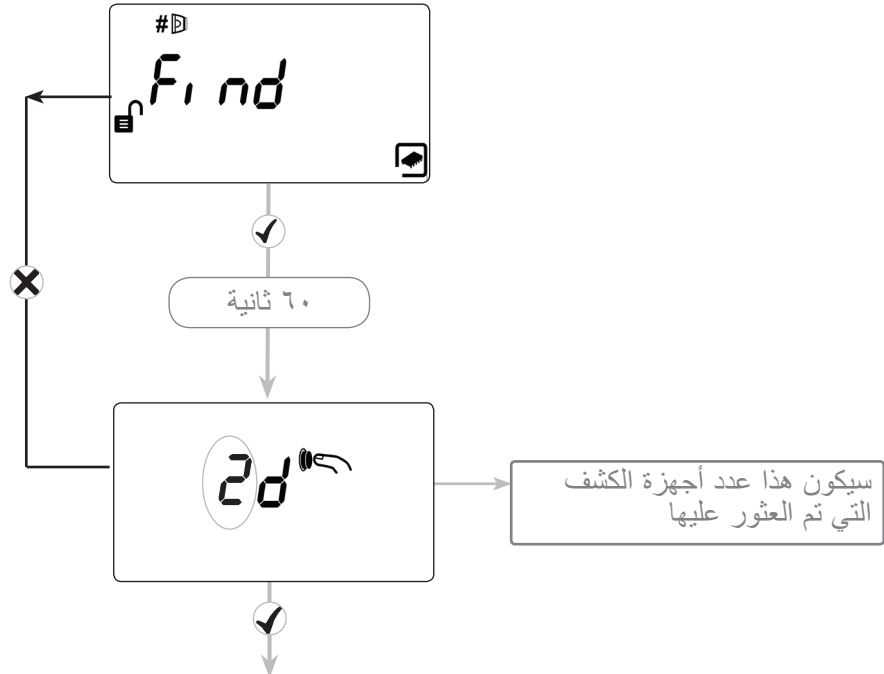 #
Find
٦٠ ثانية
2d
سيكون هذا عدد أجهزة الكشف
التي تم العثور عليها